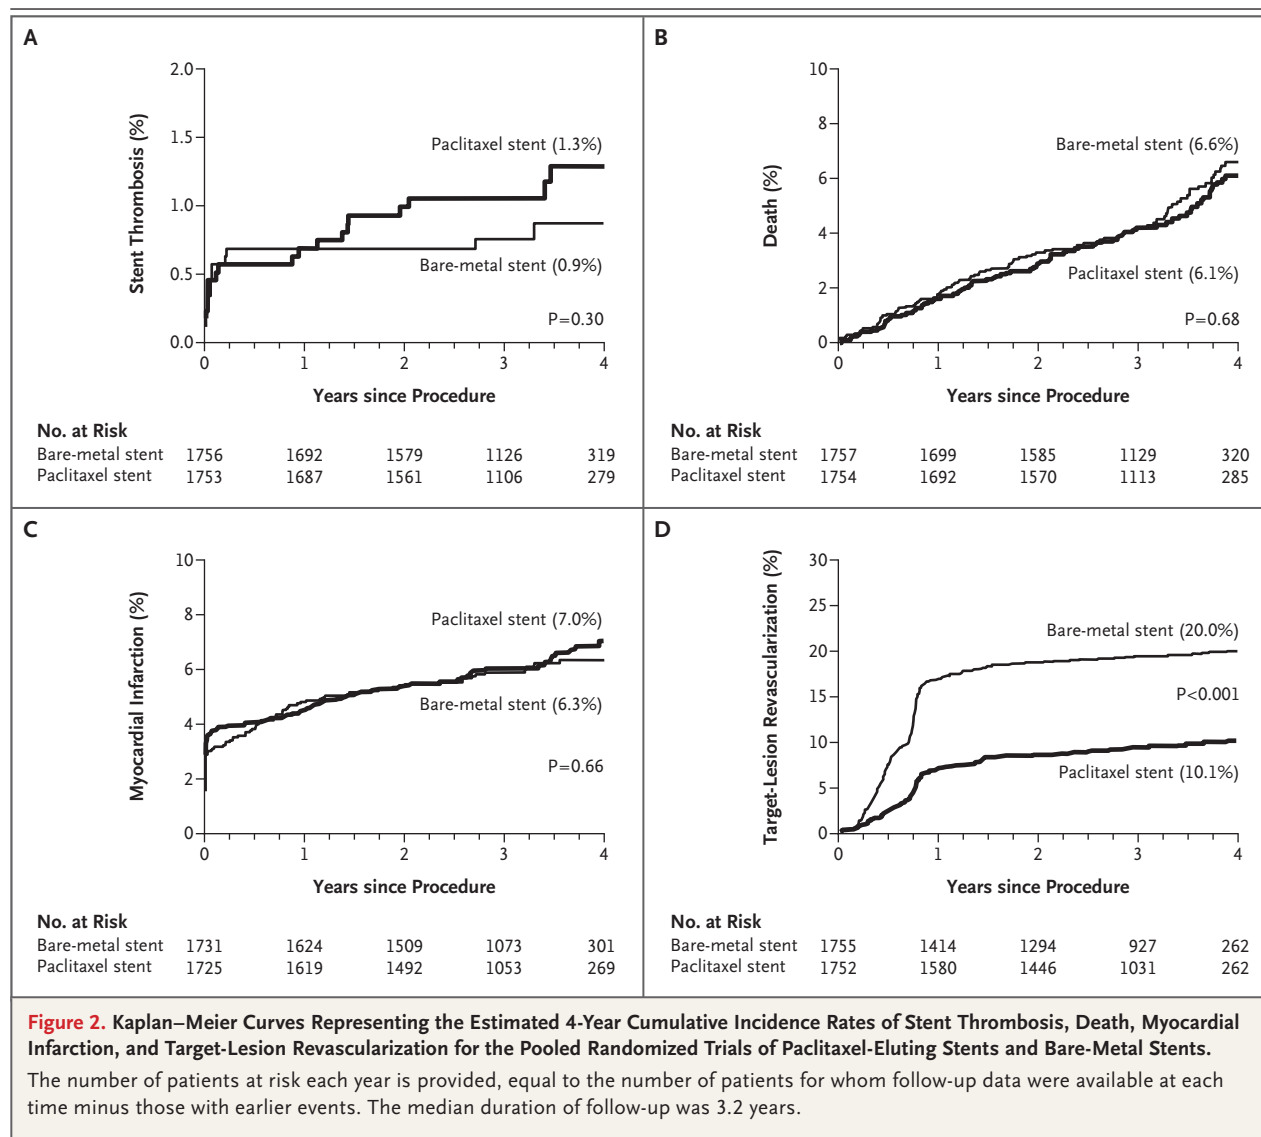 A
2.0
1.5
1.0
0.5
0.0
Stent Thrombosis (%)
Paclitaxel stent (1.3%)
Bare-metal stent (0.9%)
P=0.30
0 1 2 3 4
Years since Procedure
No. at Risk
Bare-metal stent 1756 1692 1579 1126 319
Paclitaxel stent 1753 1687 1561 1106 279
B
10
8
6
4
2
0
Death (%)
Bare-metal stent (6.6%)
Paclitaxel stent (6.1%)
P=0.68
0 1 2 3 4
Years since Procedure
No. at Risk
Bare-metal stent 1757 1699 1585 1129 320
Paclitaxel stent 1754 1692 1570 1113 285
C
10
8
6
4
2
0
Myocardial Infarction (%)
Paclitaxel stent (7.0%)
Bare-metal stent (6.3%)
P=0.66
0 1 2 3 4
Years since Procedure
No. at Risk
Bare-metal stent 1731 1624 1509 1073 301
Paclitaxel stent 1725 1619 1492 1053 269
D
30
25
20
15
10
5
0
Target-Lesion Revascularization (%)
Bare-metal stent (20.0%)
P<0.001
Paclitaxel stent (10.1%)
0 1 2 3 4
Years since Procedure
No. at Risk
Bare-metal stent 1755 1414 1294 927 262
Paclitaxel stent 1752 1580 1446 1031 262
Figure 2. Kaplan–Meier Curves Representing the Estimated 4-Year Cumulative Incidence Rates of Stent Thrombosis, Death, Myocardial
Infarction, and Target-Lesion Revascularization for the Pooled Randomized Trials of Paclitaxel-Eluting Stents and Bare-Metal Stents.
The number of patients at risk each year is provided, equal to the number of patients for whom follow-up data were available at each
time minus those with earlier events. The median duration of follow-up was 3.2 years.